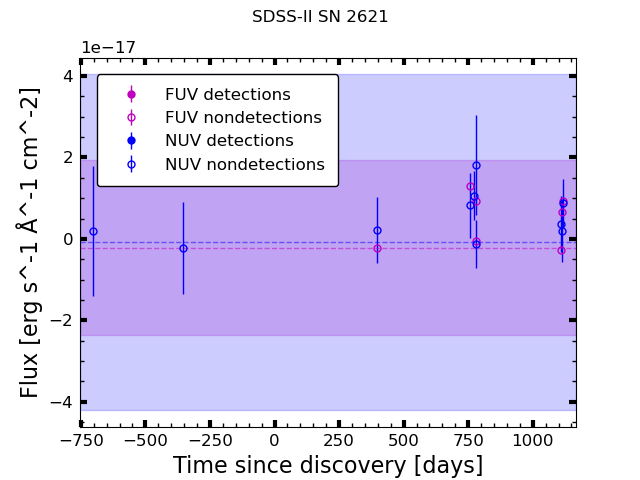 SDSS-II SN 2621
1e−17
FUV detections
FUV nondetections
NUV detections
NUV nondetections
4
2
0
−2
−4
Flux [erg s^-1 Å^-1 cm^-2]
−750 −500 −250 0 250 500 750 1000
Time since discovery [days]